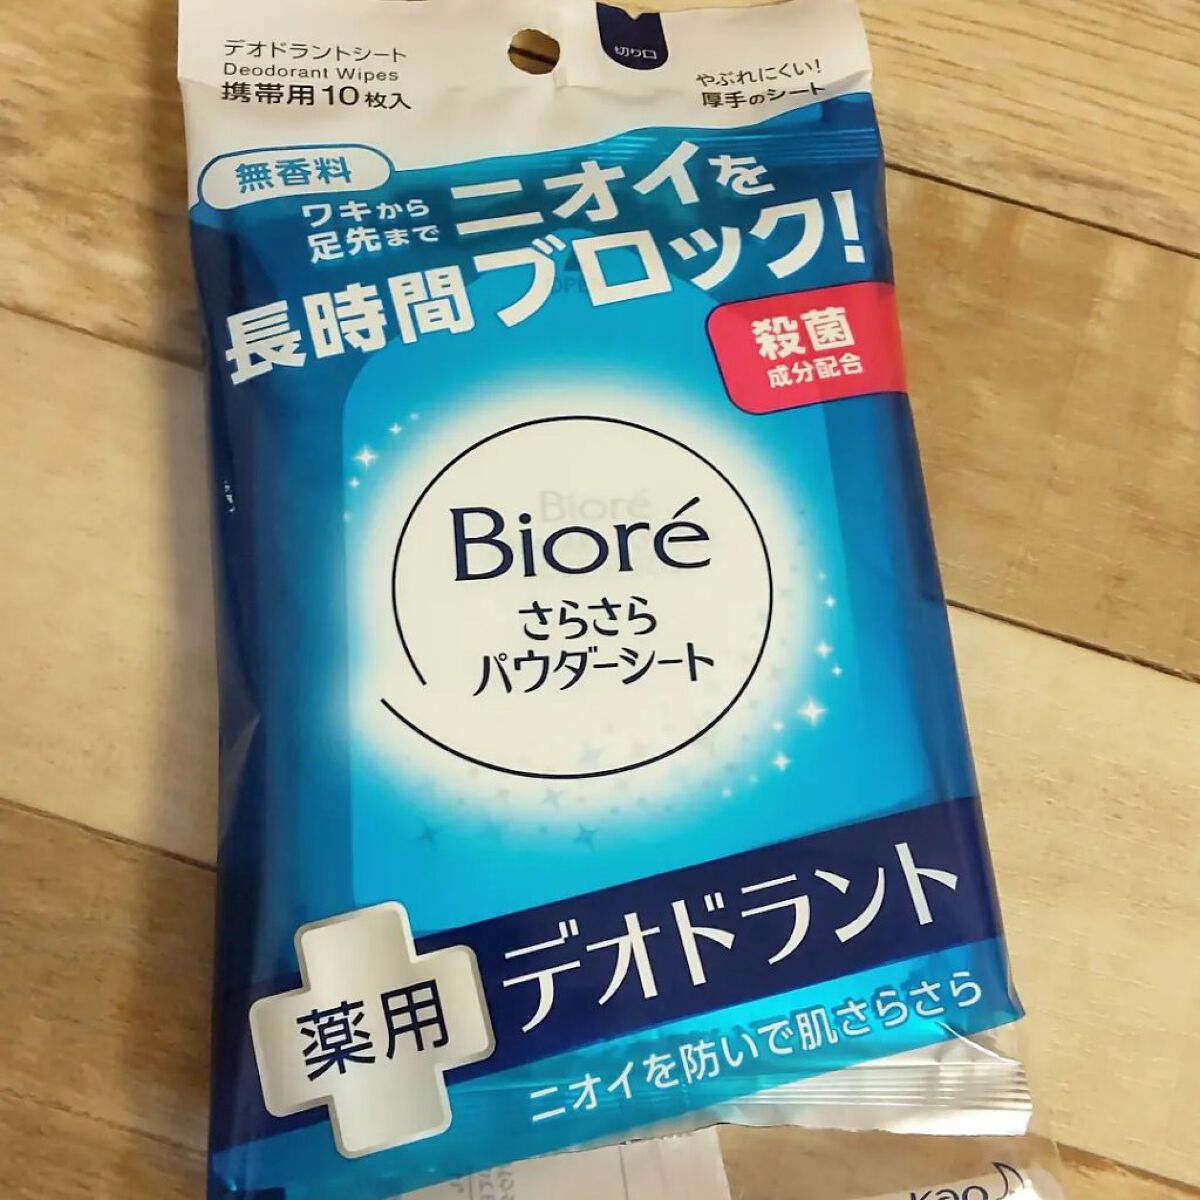 切り口
デオドラントシート
Deodorant Wipes
携帯用10枚入
やぶれにくい!
厚手のシート
無香料
ワキから
足先まで
ニオイを
長時間ブロック!
殺菌
成分配合
OPEN
Bioré
Bioré
さらさら
パウダーシート
薬用
デオドラント
ニオイを防いで肌さらさら
Kao